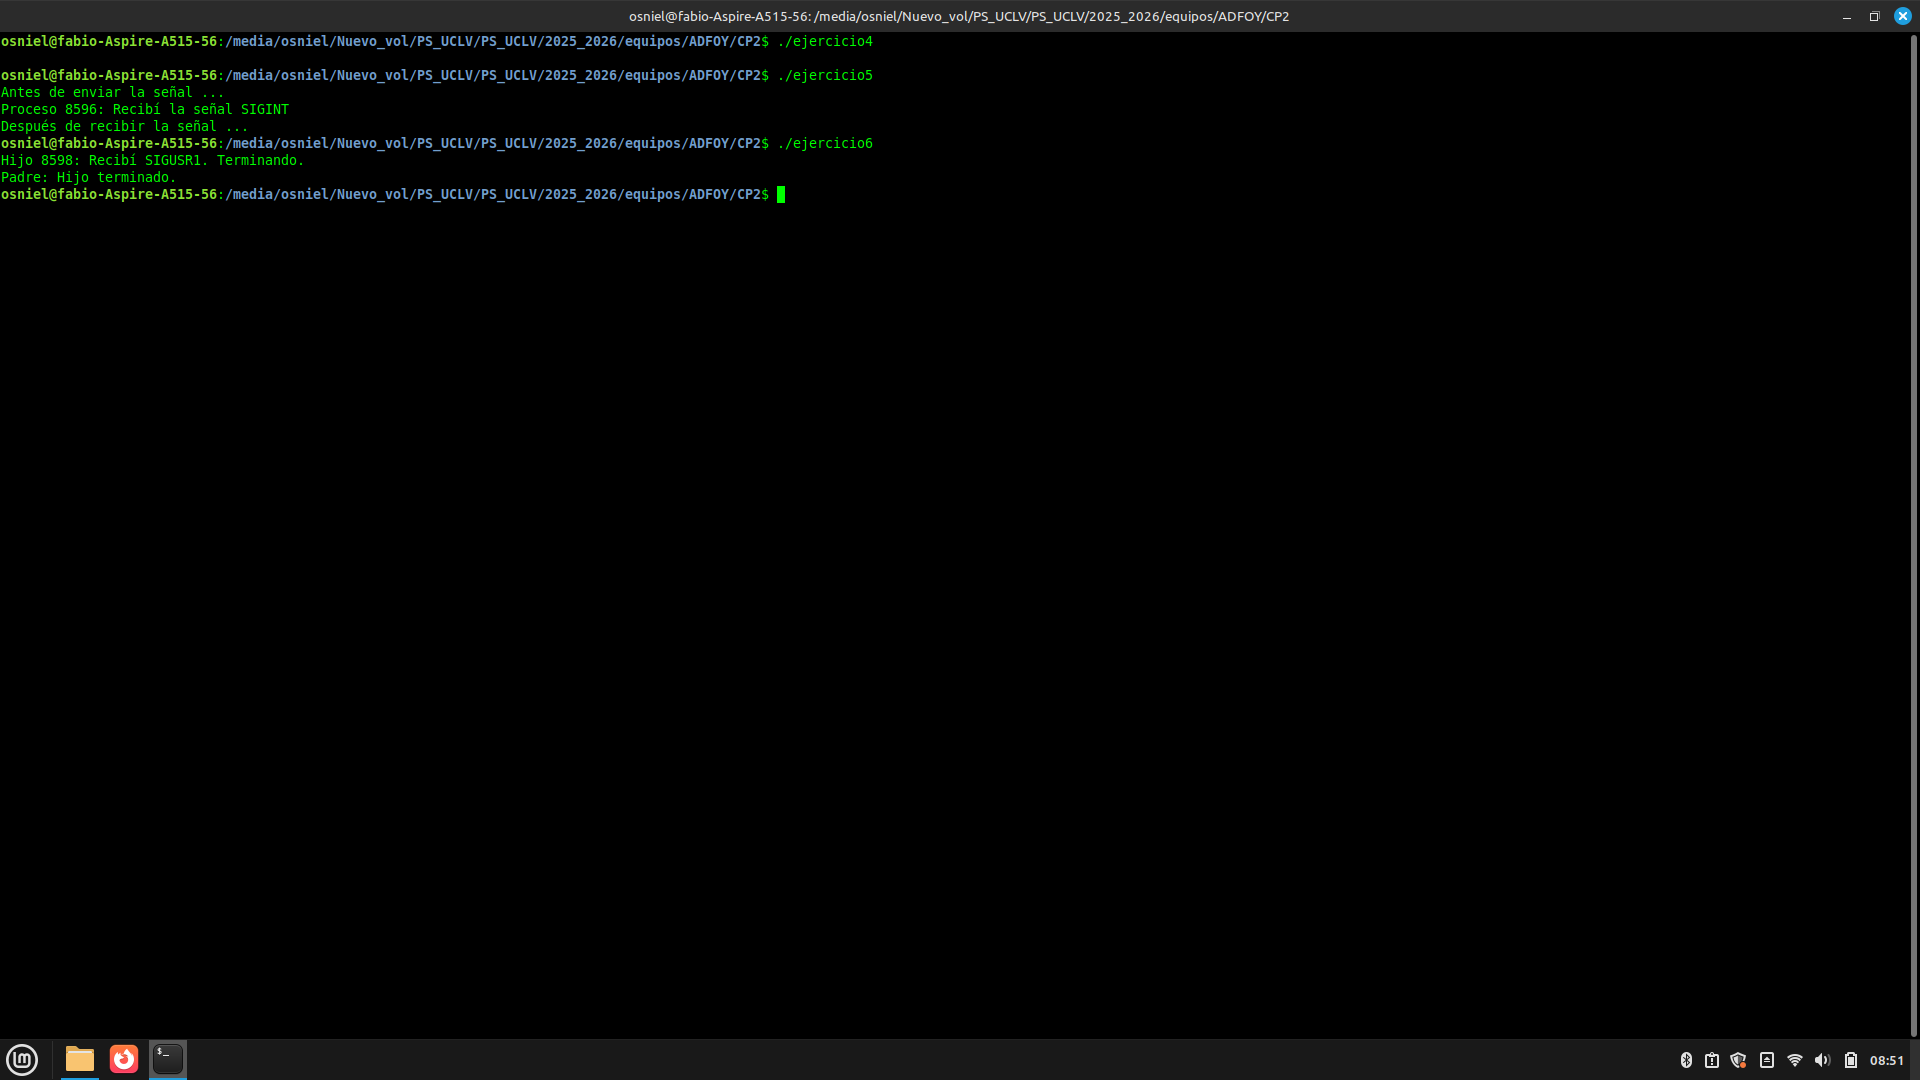 osniel@fabio-Aspire-A515-56: /media/osniel/Nuevo_vol/PS_UCLV/PS_UCLV/2025_2026/equipos/ADFOY/CP2
osniel@fabio-Aspire-A515-56:/media/osniel/Nuevo_vol/PS_UCLV/PS_UCLV/2025_2026/equipos/ADFOY/CP2$ ./ejercicio4
osniel@fabio-Aspire-A515-56:/media/osniel/Nuevo_vol/PS_UCLV/PS_UCLV/2025_2026/equipos/ADFOY/CP2$ ./ejercicio5
Antes de enviar la señal ...
Proceso 8596: Recibí la señal SIGINT
Después de recibir la señal ...
osniel@fabio-Aspire-A515-56:/media/osniel/Nuevo_vol/PS_UCLV/PS_UCLV/2025_2026/equipos/ADFOY/CP2$ ./ejercicio6
Hijo 8598: Recibí SIGUSR1. Terminando.
Padre: Hijo terminado.
osniel@fabio-Aspire-A515-56:/media/osniel/Nuevo_vol/PS_UCLV/PS_UCLV/2025_2026/equipos/ADFOY/CP2$
08:51